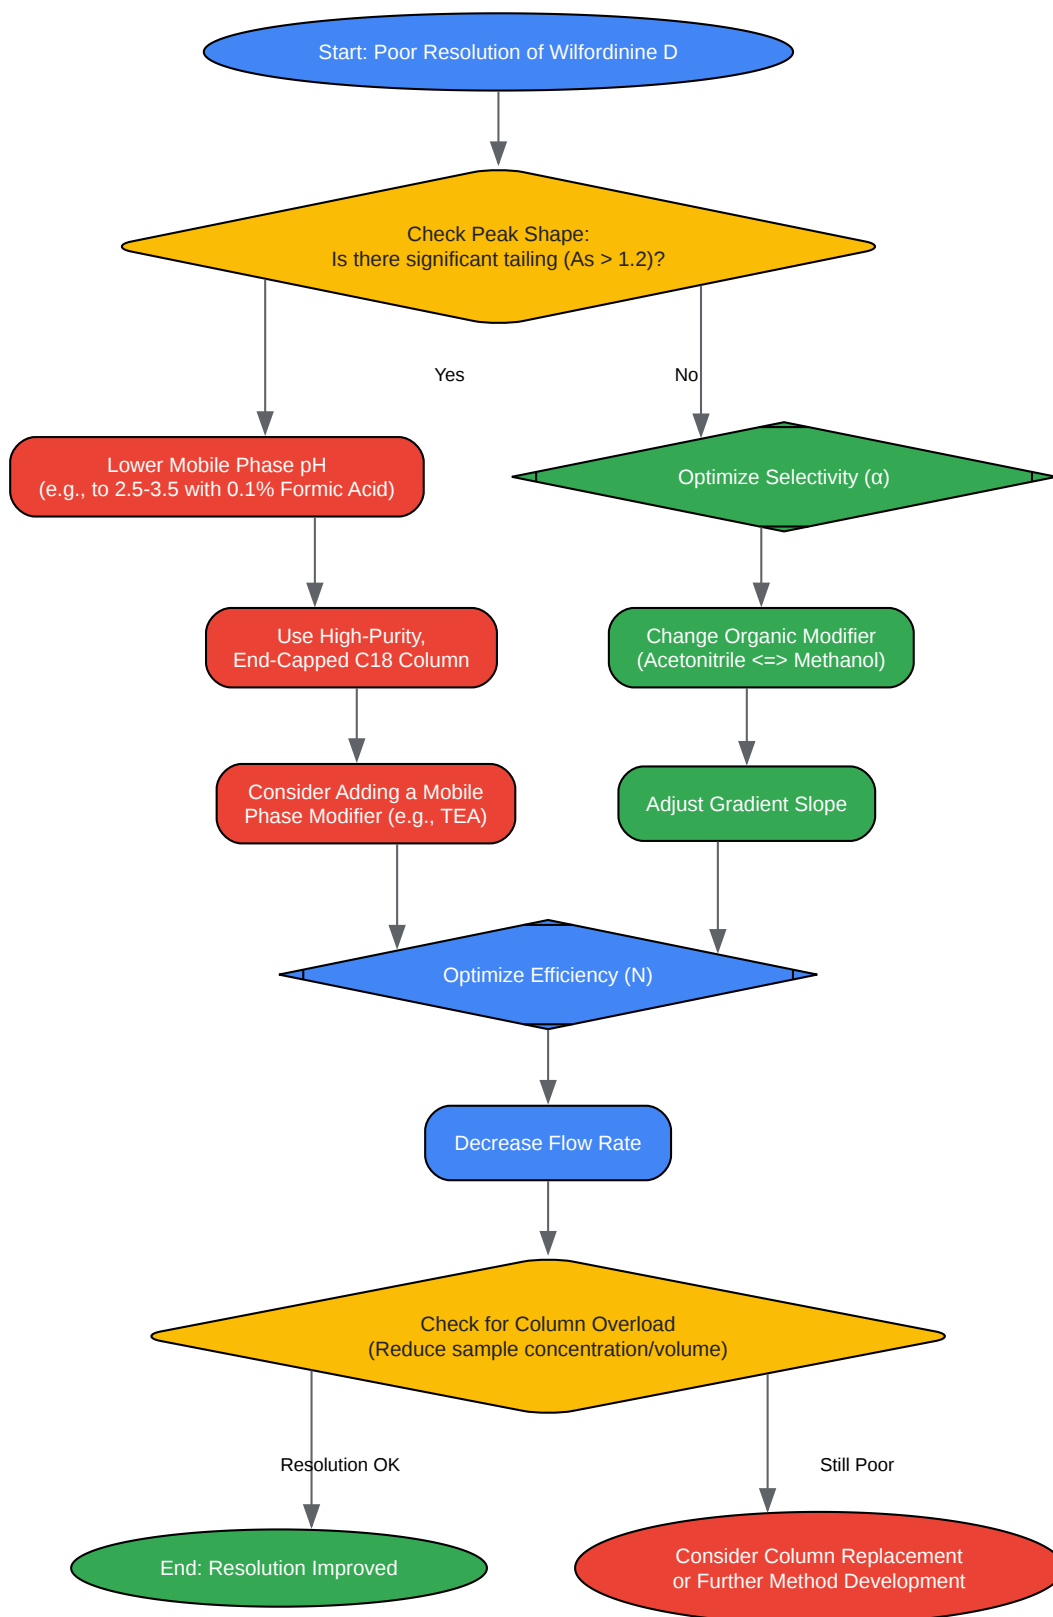 Start: Poor Resolution of Wilfordinine D
Check Peak Shape:
Is there significant tailing (As > 1.2)?
Yes
No
Lower Mobile Phase pH
(e.g., to 2.5-3.5 with 0.1% Formic Acid)
Optimize Selectivity (α)
Use High-Purity,
End-Capped C18 Column
Change Organic Modifier
(Acetonitrile <=> Methanol)
Consider Adding a Mobile
Phase Modifier (e.g., TEA)
Adjust Gradient Slope
Optimize Efficiency (N)
Decrease Flow Rate
Check for Column Overload
(Reduce sample concentration/volume)
Resolution OK
Still Poor
End: Resolution Improved
Consider Column Replacement
or Further Method Development